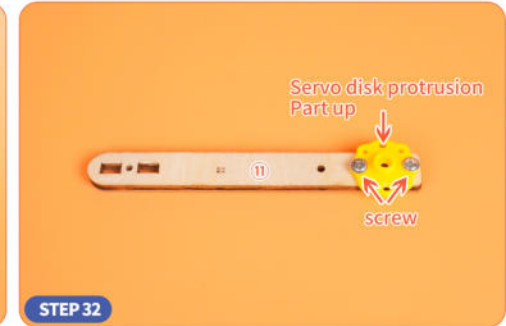 Servo disk protrusion
Part up
⑪
screw
STEP 32